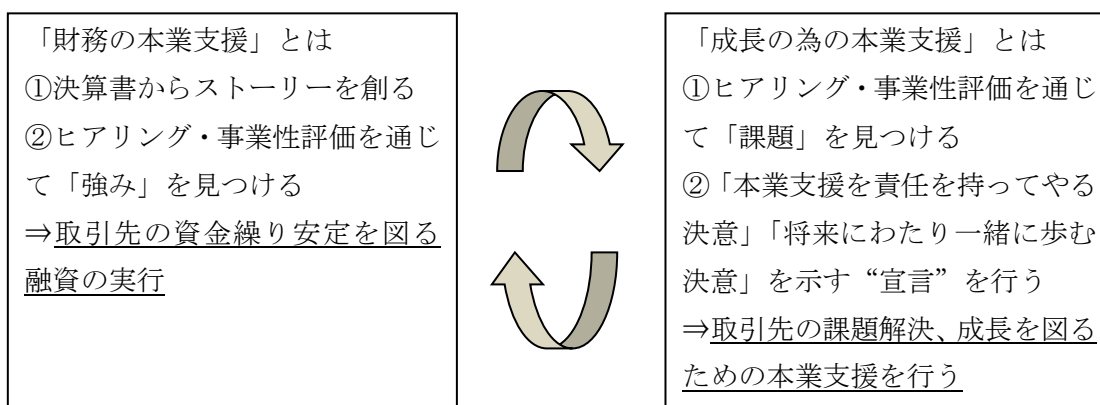 「財務の本業支援」とは
①決算書からストーリーを創る
②ヒアリング・事業性評価を通じ
て「強み」を見つける
⇒取引先の資金繰り安定を図る
融資の実行
「成長の為の本業支援」とは
①ヒアリング・事業性評価を通じ
て「課題」を見つける
②「本業支援を責任を持ってやる
決意」「将来にわたり一緒に歩む
決意」を示す“宣言”を行う
⇒取引先の課題解決、成長を図る
ための本業支援を行う